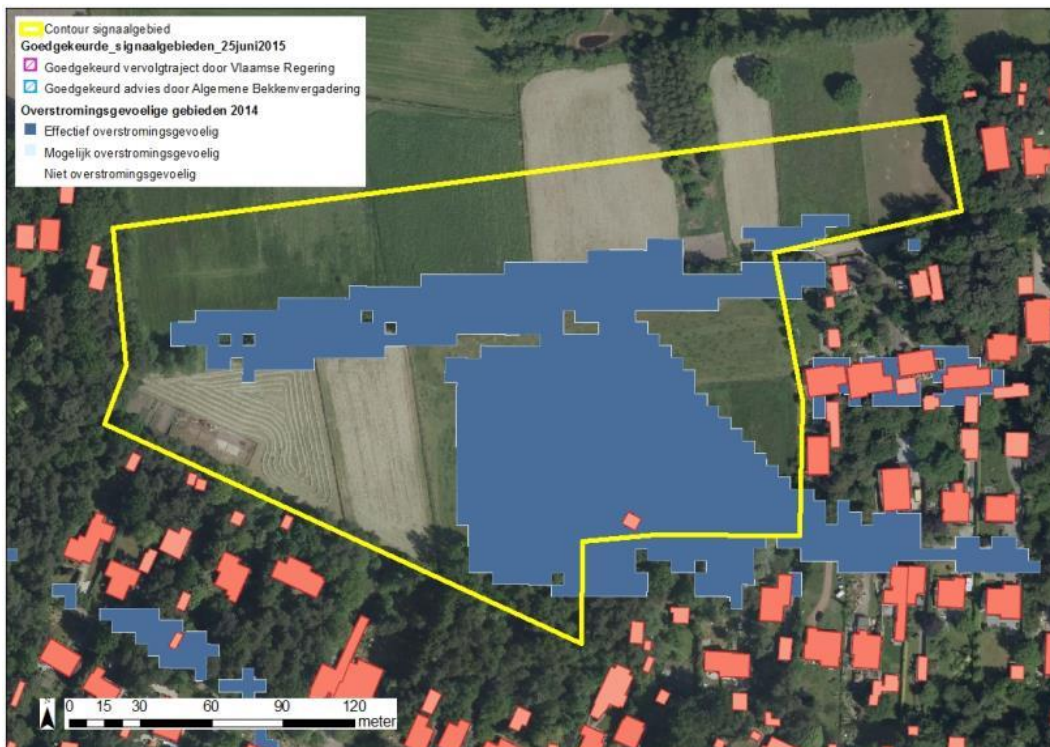 Contour signaalgebied
Goedgekeurde_signaalgebieden_25juni2015
Goedgekeurd vervolgtraject door Vlaamse Regering
Goedgekeurd advies door Algemene Bekkenvergadering
Overstromingsgevoelige gebieden 2014
Effectief overstromingsgevoelig
Mogelijk overstromingsgevoelig
Niet overstromingsgevoelig
0 15 30 60 90 120
meter